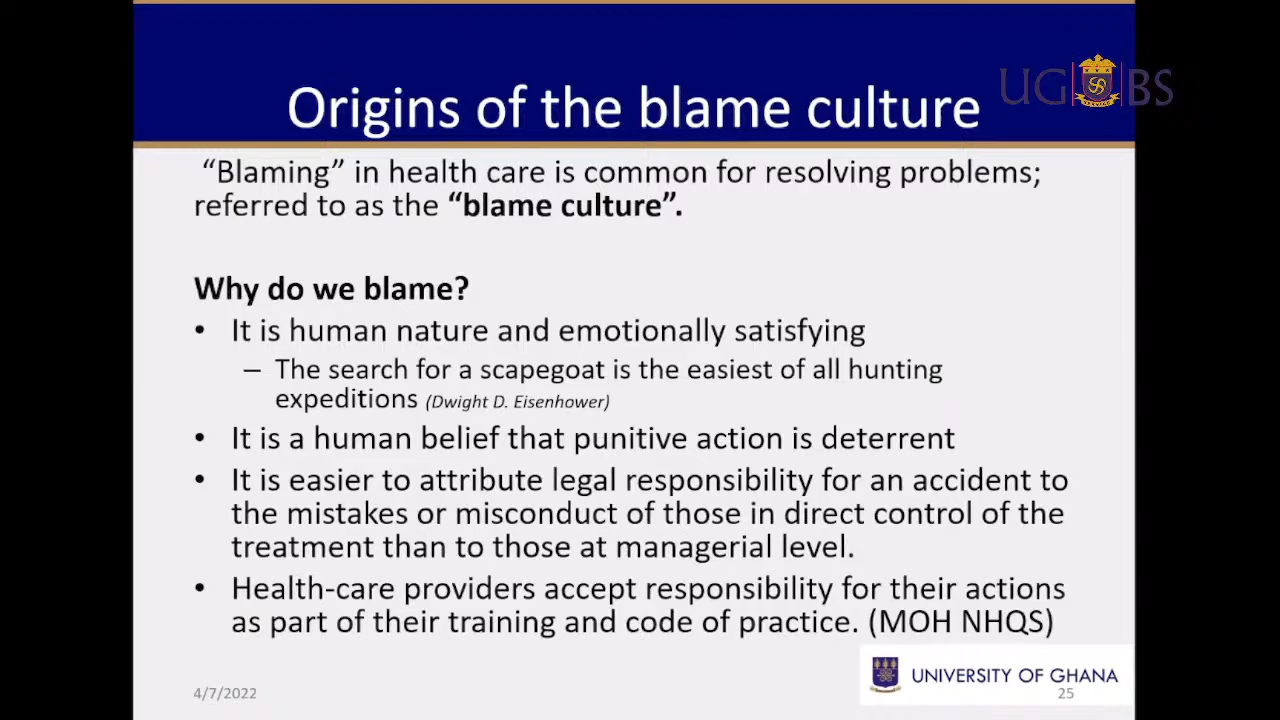 UG BS
Origins of the blame culture
“Blaming” in health care is common for resolving problems;
referred to as the “blame culture”.
Why do we blame?
• It is human nature and emotionally satisfying
– The search for a scapegoat is the easiest of all hunting
expeditions (Dwight D. Eisenhower)
• It is a human belief that punitive action is deterrent
• It is easier to attribute legal responsibility for an accident to
the mistakes or misconduct of those in direct control of the
treatment than to those at managerial level.
• Health-care providers accept responsibility for their actions
as part of their training and code of practice. (MOH NHQS)
UNIVERSITY OF GHANA
4/7/2022
25